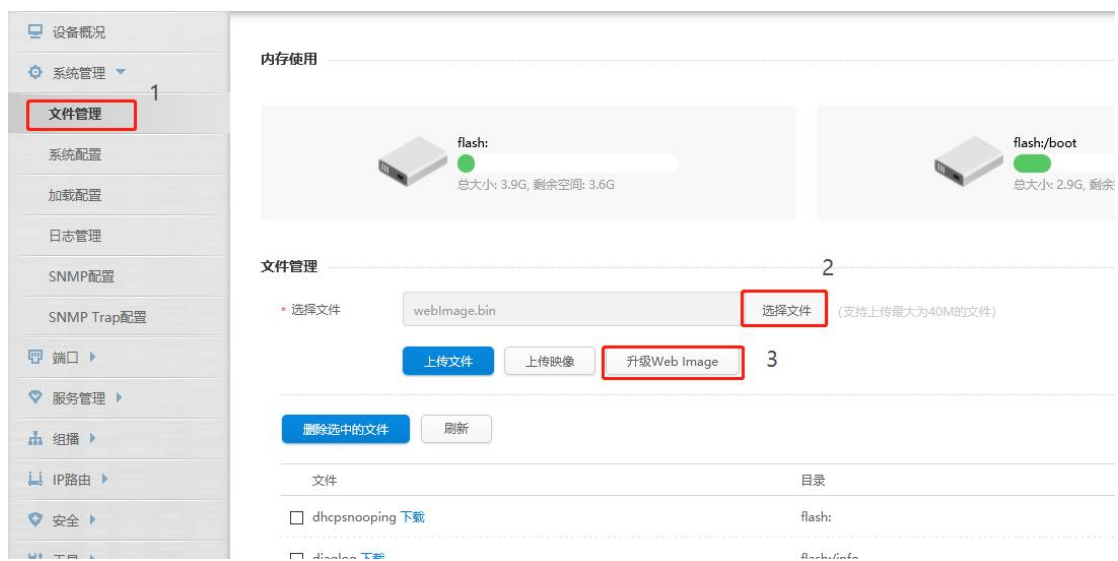 设备概况
系统管理
1
文件管理
系统配置
加载配置
日志管理
SNMP配置
SNMP Trap配置
端口
服务管理
组播
IP路由
安全
工具
内存使用
flash:
总大小: 3.9G, 剩余空间: 3.6G
flash:/boot
总大小: 2.9G, 剩余
文件管理
2
* 选择文件 webImage.bin 选择文件 (支持上传最大为40M的文件)
上传文件 上传映像 升级Web Image 3
删除选中的文件 刷新
文件 目录
dhcpsnooping 下载 flash:
diaglog 下载 flash:/info